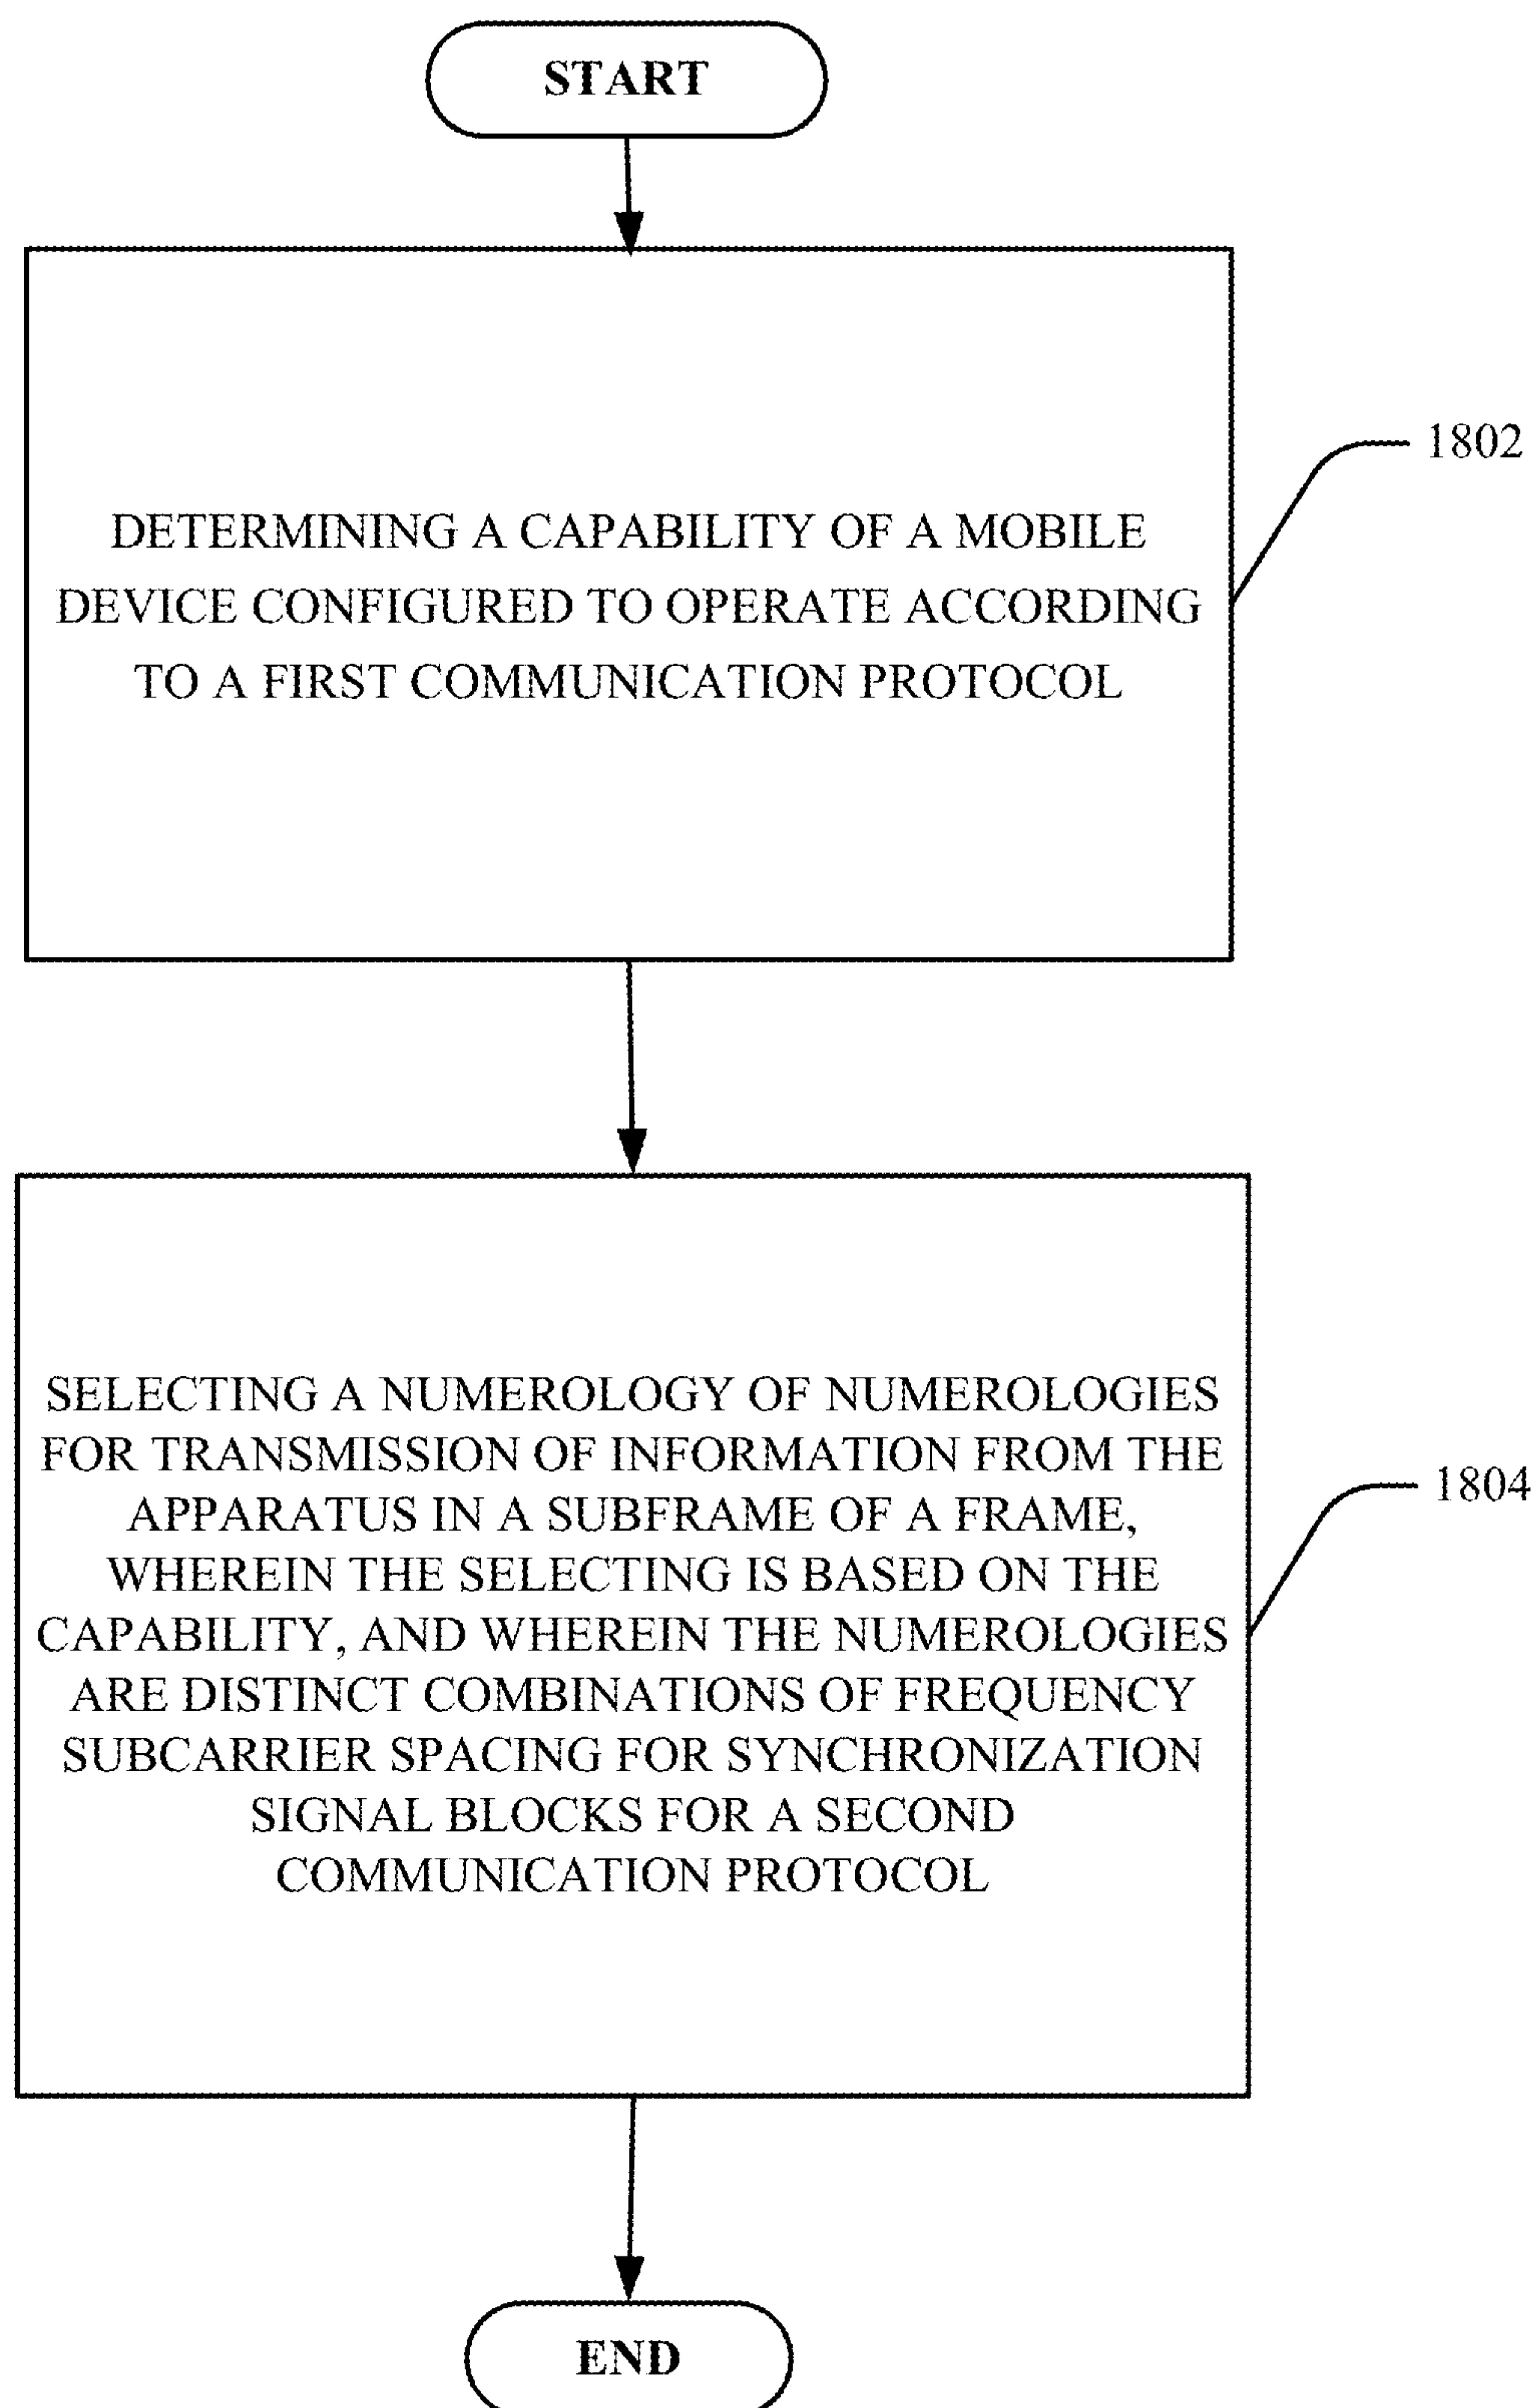 START
DETERMINING A CAPABILITY OF A MOBILE
DEVICE CONFIGURED TO OPERATE ACCORDING
TO A FIRST COMMUNICATION PROTOCOL
1802
SELECTING A NUMEROLOGY OF NUMEROLOGIES
FOR TRANSMISSION OF INFORMATION FROM THE
APPARATUS IN A SUBFRAME OF A FRAME,
WHEREIN THE SELECTING IS BASED ON THE
CAPABILITY, AND WHEREIN THE NUMEROLOGIES
ARE DISTINCT COMBINATIONS OF FREQUENCY
SUBCARRIER SPACING FOR SYNCHRONIZATION
SIGNAL BLOCKS FOR A SECOND
COMMUNICATION PROTOCOL
1804
END